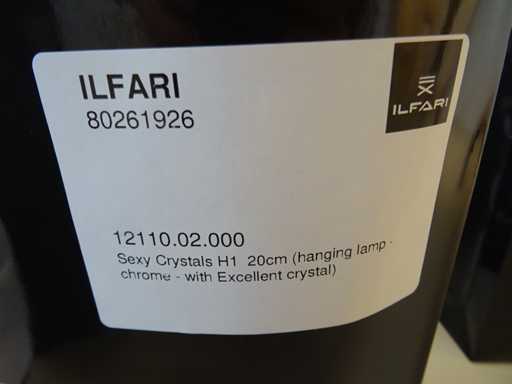 ILFARI
80261926
ILFARI
12110.02.000
Sexy Crystals H1 20cm (hanging lamp -
chrome - with Excellent crystal)